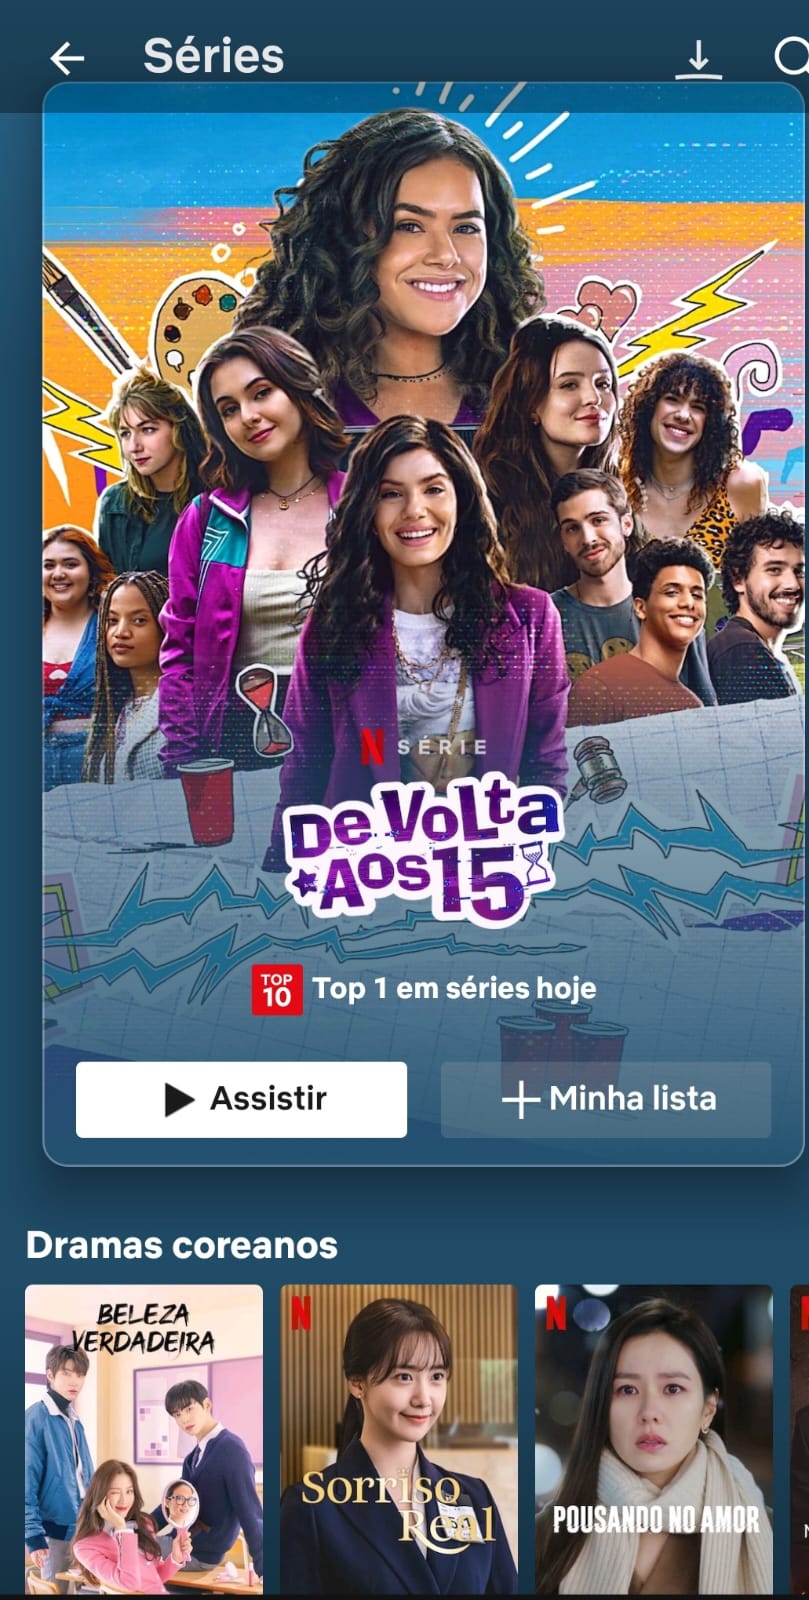 Séries
N SÉRIE
De Volta
Aos 15
TOP
10
Top 1 em séries hoje
Assistir
Minha lista
Dramas coreanos
BELEZA
VERDADEIRA
N
Sorriso
Real
N
POUSANDO NO AMOR